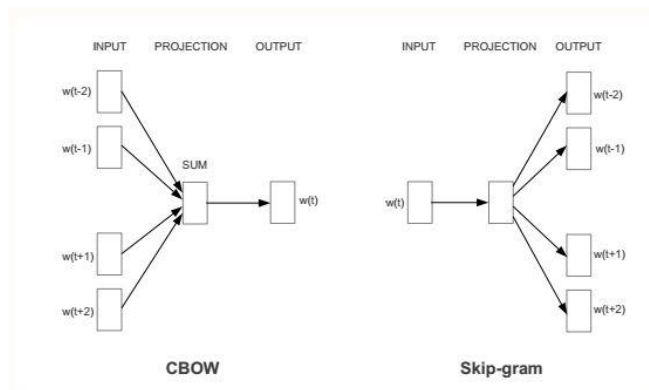 INPUT PROJECTION OUTPUT
w(t-2)
w(t-1)
SUM
w(t)
w(t+1)
w(t+2)
CBOW
INPUT PROJECTION OUTPUT
w(t-2)
w(t-1)
w(t)
w(t+1)
w(t+2)
Skip-gram